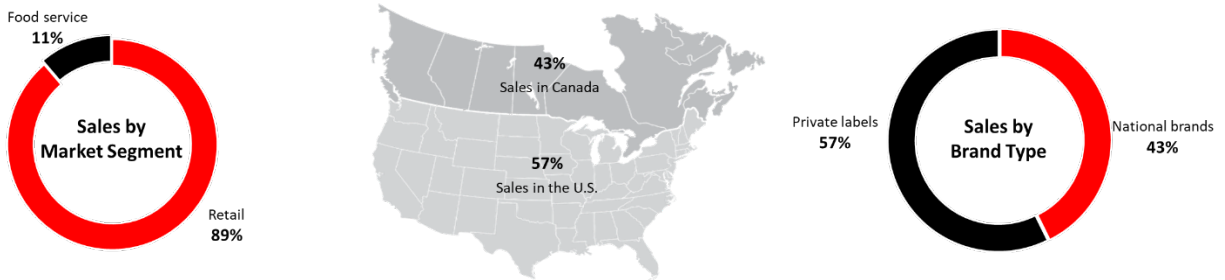 Food service
11%
Sales by
Market Segment
Retail
89%
43%
Sales in Canada
57%
Sales in the U.S.
Private labels
57%
Sales by
Brand Type
National brands
43%